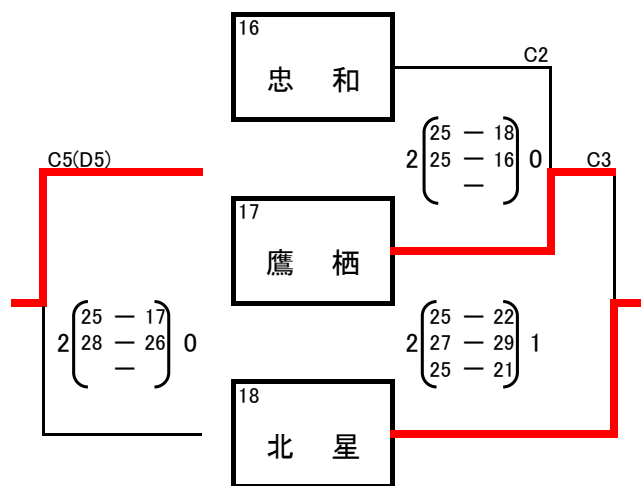 16
忠 和
C2
25 ー 18
2 25 ー 16 0
ー
C5(D5)
C3
17
鷹 栖
25 ー 17
2 28 ー 26 0
ー
25 ー 22
2 27 ー 29 1
25 ー 21
18
北 星